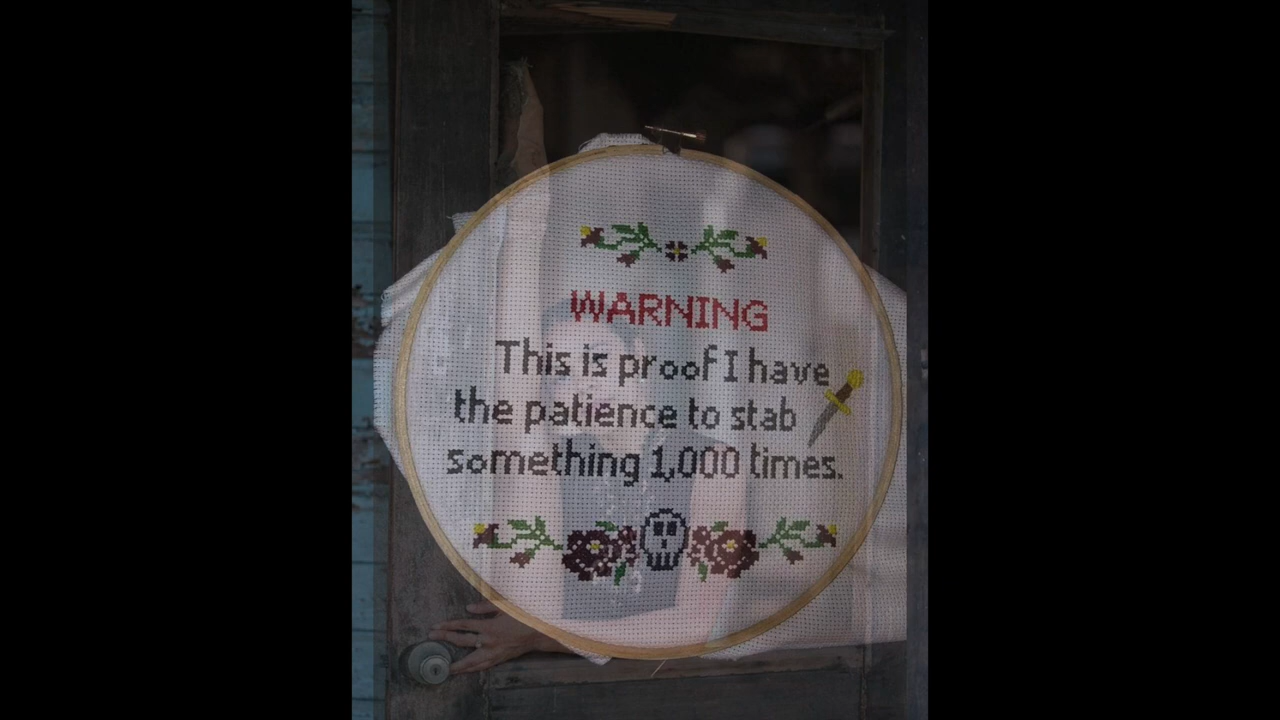 WARNING
This is proof I have
the patience to stab
something 1,000 times.